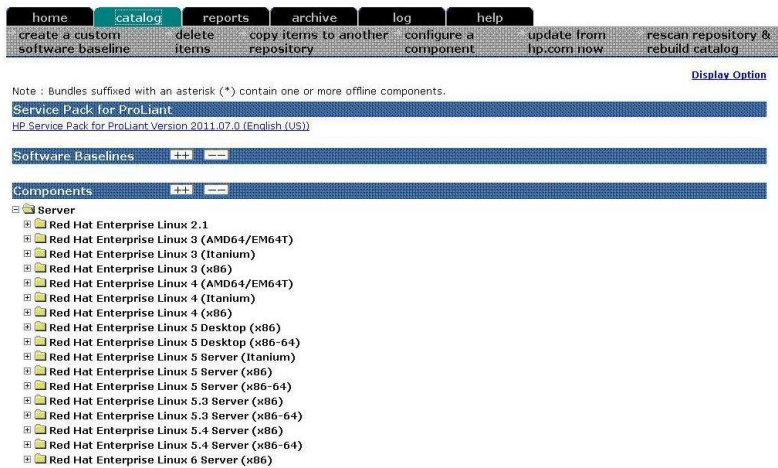 home catalog reports archive log help
create a custom software baseline
delete items
copy items to another repository
configure a component
update from hp.com now
rescan repository & rebuild catalog
Display Option
Note : Bundles suffixed with an asterisk (*) contain one or more offline components.
Service Pack for ProLiant
HP Service Pack for ProLiant Version 2011.07.0 (English (US))
Software Baselines ++ --
Components ++ --
Server
Red Hat Enterprise Linux 2.1
Red Hat Enterprise Linux 3 (AMD64/EM64T)
Red Hat Enterprise Linux 3 (Itanium)
Red Hat Enterprise Linux 3 (x86)
Red Hat Enterprise Linux 4 (AMD64/EM64T)
Red Hat Enterprise Linux 4 (Itanium)
Red Hat Enterprise Linux 4 (x86)
Red Hat Enterprise Linux 5 Desktop (x86)
Red Hat Enterprise Linux 5 Desktop (x86-64)
Red Hat Enterprise Linux 5 Server (Itanium)
Red Hat Enterprise Linux 5 Server (x86)
Red Hat Enterprise Linux 5 Server (x86-64)
Red Hat Enterprise Linux 5.3 Server (x86)
Red Hat Enterprise Linux 5.3 Server (x86-64)
Red Hat Enterprise Linux 5.4 Server (x86)
Red Hat Enterprise Linux 5.4 Server (x86-64)
Red Hat Enterprise Linux 6 Server (x86)